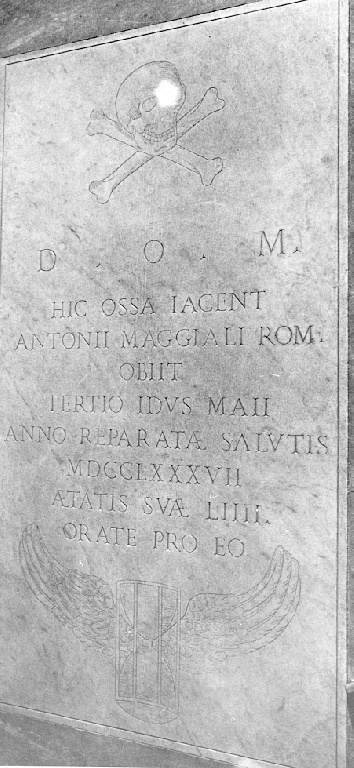 D . O . M .
HIC OSSA IACENT
ANTONII MAGGIALI ROM.
OBIIT
TERTIO IDVS MAII
ANNO REPARATÆ SALVTIS
MDCCLXXXVII
ÆTATIS SVÆ LIIII.
ORATE PRO EO